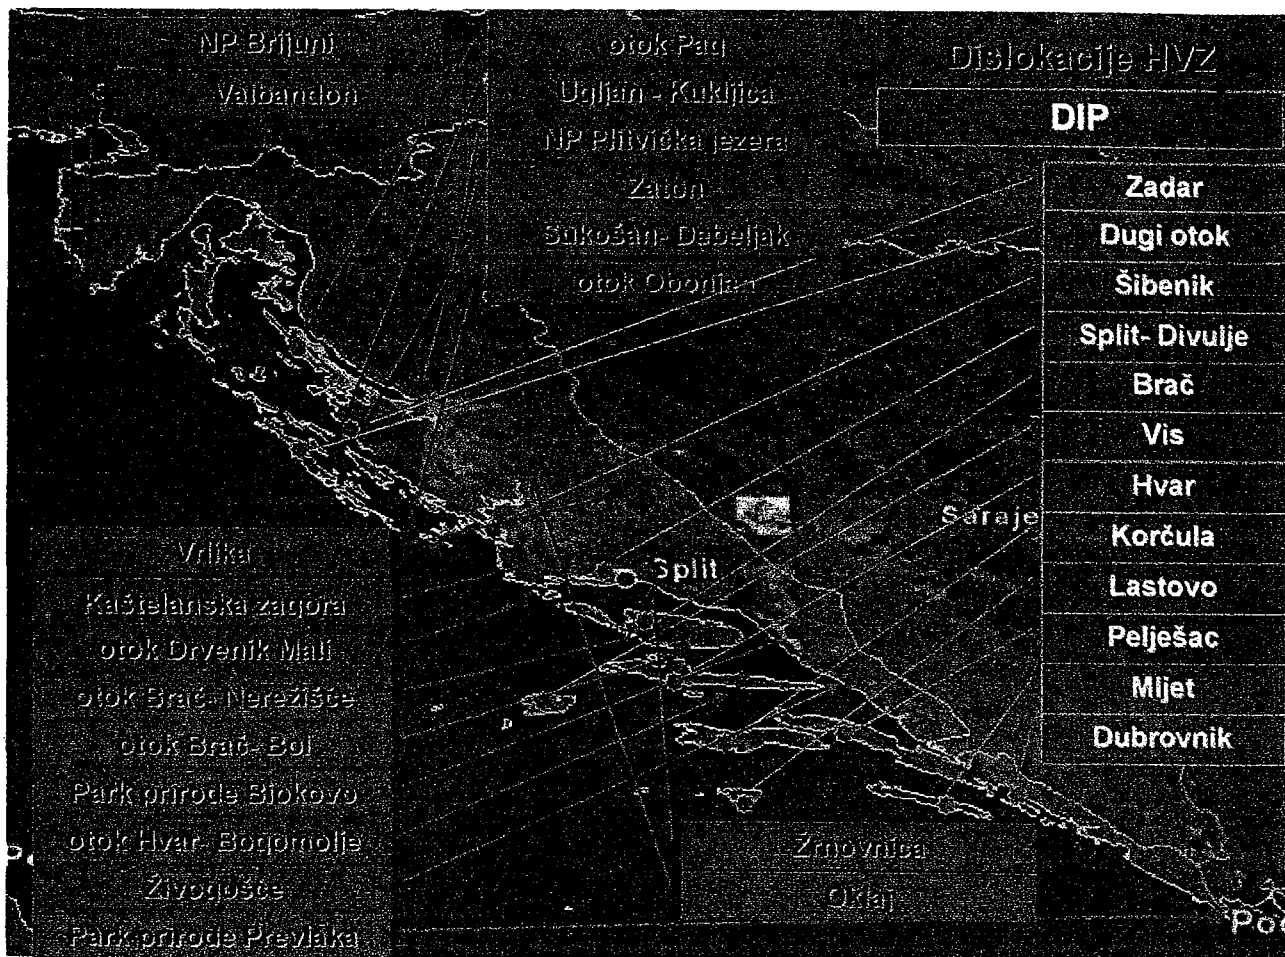 NP Brijuni
Valbandon
otok Pag
Ugljan - Kukljica
NP Plitvička jezera
Zaton
Sukošan- Debeljak
otok Obonjan
Dislokacije HVZ
DIP
Zadar
Dugi otok
Šibenik
Split- Divulje
Brač
Vis
Hvar
Korčula
Lastovo
Pelješac
Mljet
Dubrovnik
Saraje
Split
Vrlika
Kaštelanska zagora
otok Drvenik Mali
otok Brač- Nerežišće
otok Brač- Bol
Park prirode Biokovo
otok Hvar- Bogomolje
Živogošće
Park prirode Prevlaka
Žrnovnica
Oklaj